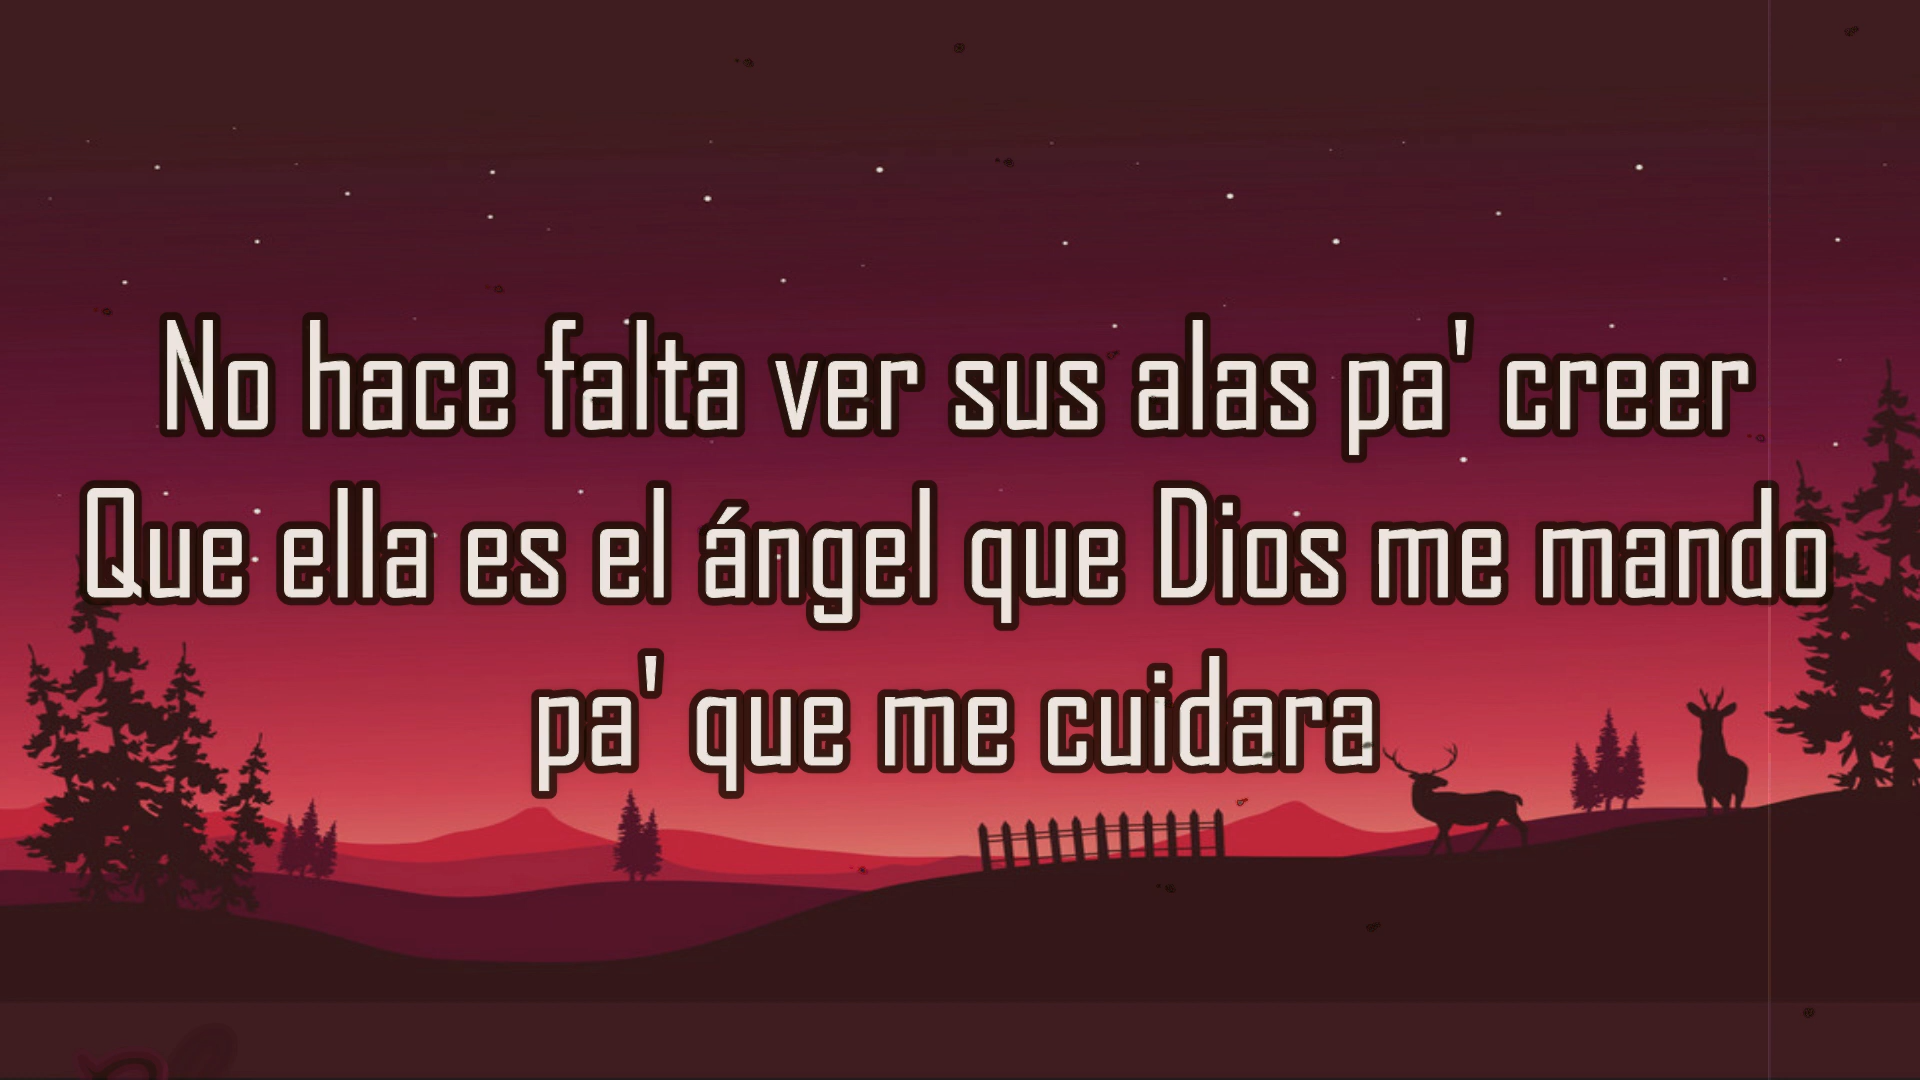 No hace falta ver sus alas pa' creer
Que ella es el ángel que Dios me mando
pa' que me cuidara